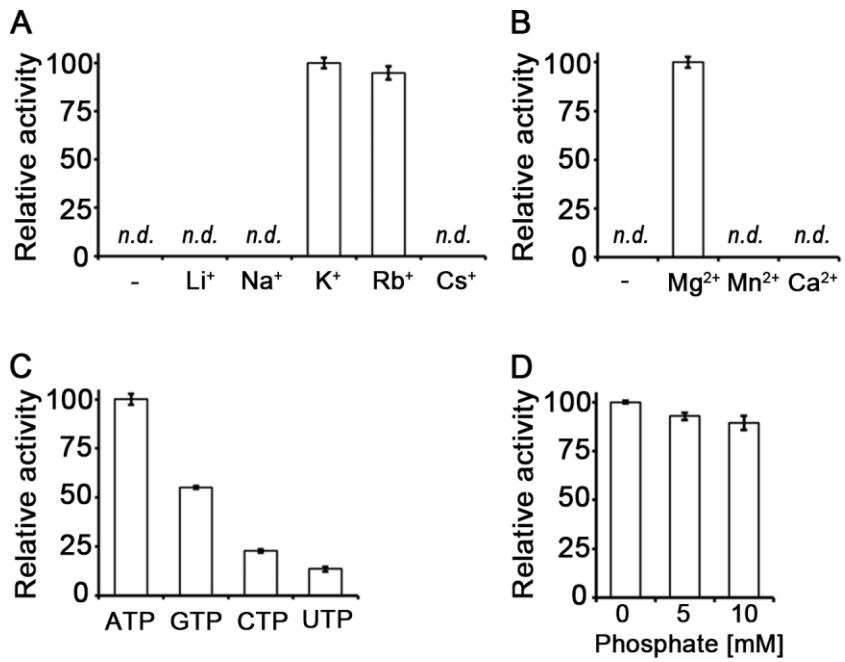 A
Relative activity
100
75
50
25
0
n.d. n.d. n.d. n.d.
- Li⁺ Na⁺ K⁺ Rb⁺ Cs⁺
B
Relative activity
100
75
50
25
0
n.d. n.d. n.d.
- Mg²⁺ Mn²⁺ Ca²⁺
C
Relative activity
100
75
50
25
0
ATP GTP CTP UTP
D
Relative activity
100
75
50
25
0
0 5 10
Phosphate [mM]